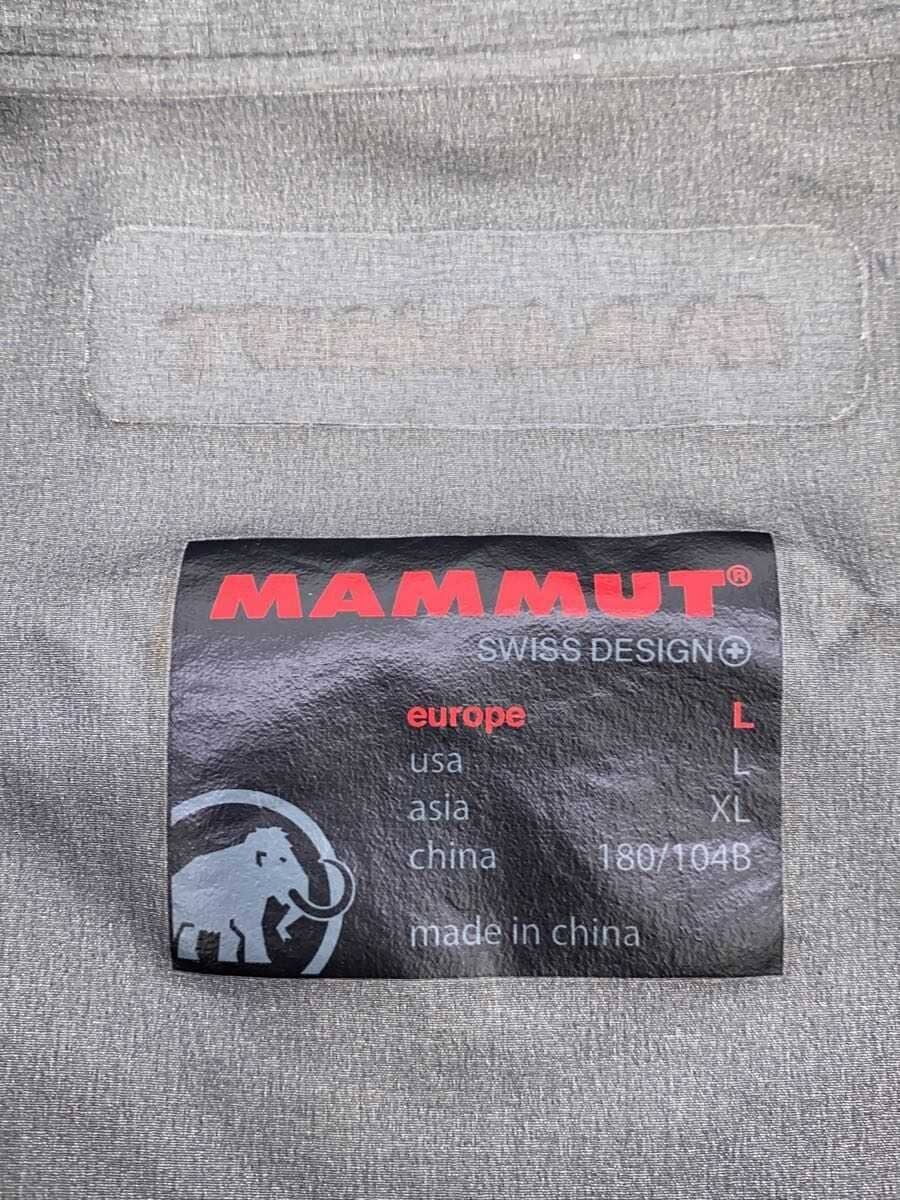 MAMMUT®
SWISS DESIGN
europe L
usa L
asia XL
china 180/104B
made in china